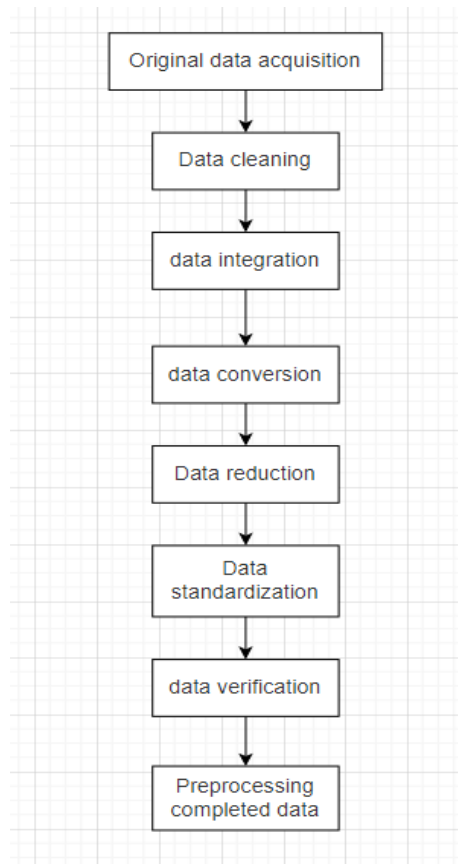 Original data acquisition
Data cleaning
data integration
data conversion
Data reduction
Data
standardization
data verification
Preprocessing
completed data